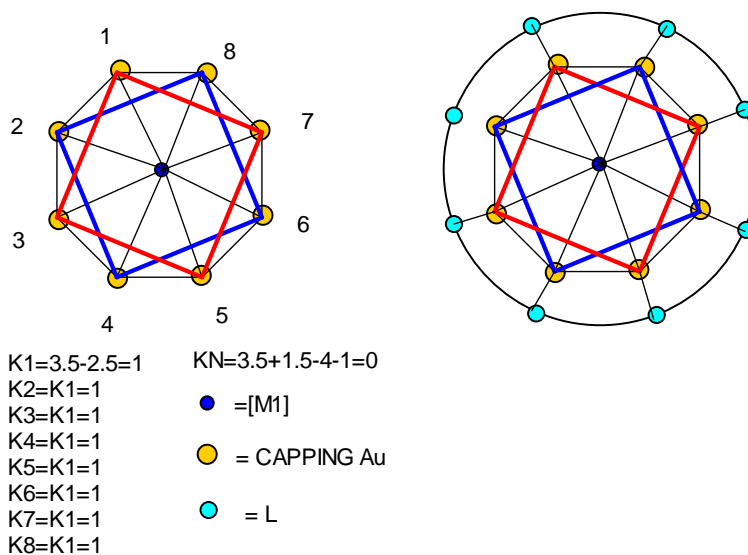 1
8
2
7
3
6
4
5
K1=3.5-2.5=1
K2=K1=1
K3=K1=1
K4=K1=1
K5=K1=1
K6=K1=1
K7=K1=1
K8=K1=1
KN=3.5+1.5-4-1=0
=[M1]
= CAPPING Au
= L